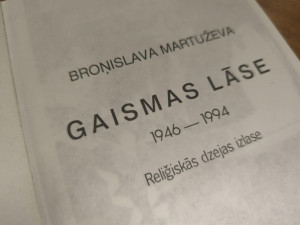 BROŅISLAVA MARTUŽEVA
GAISMAS LĀSE
1946 — 1994
Reliģiskās dzejas izlase